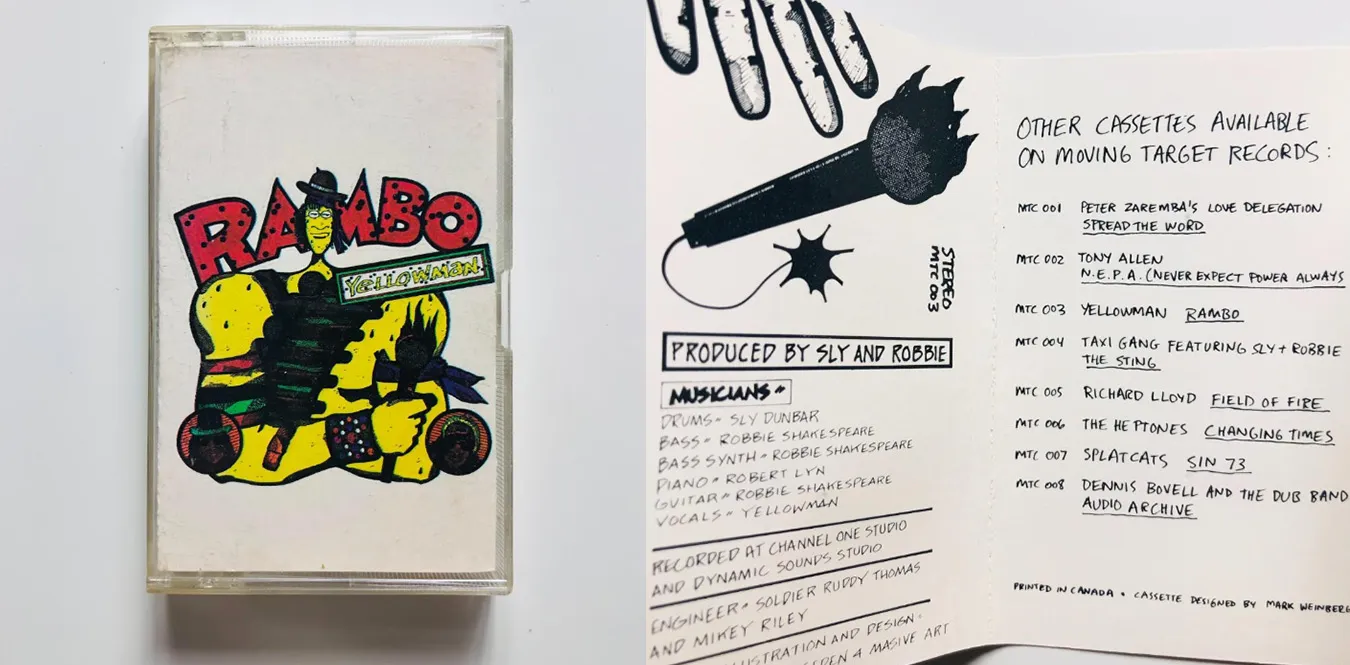 RAMBO
YELLOWMAN
STEREO
MTC 003
PRODUCED BY SLY AND ROBBIE
MUSICIANS =
DRUMS = SLY DUNBAR
BASS = ROBBIE SHAKESPEARE
BASS SYNTH = ROBBIE SHAKESPEARE
PIANO = ROBERT LYN
GUITAR = ROBBIE SHAKESPEARE
VOCALS = YELLOWMAN
RECORDED AT CHANNEL ONE STUDIO
AND DYNAMIC SOUNDS STUDIO
ENGINEER = SOLDIER RUDDY THOMAS
AND MIKEY RILEY
AND DESIGN
4 MASIVE ART
OTHER CASSETTES AVAILABLE
ON MOVING TARGET RECORDS:
MTC 001 PETER ZAREMBA'S LOVE DELEGATION
SPREAD THE WORD
MTC 002 TONY ALLEN
N.E.P.A. (NEVER EXPECT POWER ALWAYS
MTC 003 YELLOWMAN RAMBO
MTC 004 TAXI GANG FEATURING SLY + ROBBIE
THE STING
MTC 005 RICHARD LLOYD FIELD OF FIRE
MTC 006 THE HEPTONES CHANGING TIMES
MTC 007 SPLATCATS SIN 73
MTC 008 DENNIS BOVELL AND THE DUB BAND
AUDIO ARCHIVE
PRINTED IN CANADA • CASSETTE DESIGNED BY MARK WEINBERG